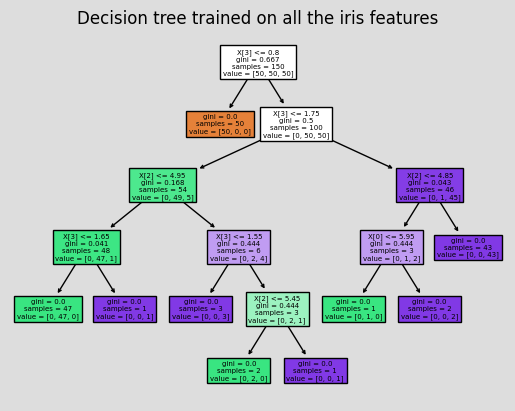 Decision tree trained on all the iris features
X[3] <= 0.8
gini = 0.667
samples = 150
value = [50, 50, 50]
gini = 0.0
samples = 50
value = [50, 0, 0]
X[3] <= 1.75
gini = 0.5
samples = 100
value = [0, 50, 50]
X[2] <= 4.95
gini = 0.168
samples = 54
value = [0, 49, 5]
X[2] <= 4.85
gini = 0.043
samples = 46
value = [0, 1, 45]
X[3] <= 1.65
gini = 0.041
samples = 48
value = [0, 47, 1]
X[3] <= 1.55
gini = 0.444
samples = 6
value = [0, 2, 4]
X[0] <= 5.95
gini = 0.444
samples = 3
value = [0, 1, 2]
gini = 0.0
samples = 43
value = [0, 0, 43]
gini = 0.0
samples = 47
value = [0, 47, 0]
gini = 0.0
samples = 1
value = [0, 0, 1]
gini = 0.0
samples = 3
value = [0, 0, 3]
X[2] <= 5.45
gini = 0.444
samples = 3
value = [0, 2, 1]
gini = 0.0
samples = 1
value = [0, 1, 0]
gini = 0.0
samples = 2
value = [0, 0, 2]
gini = 0.0
samples = 2
value = [0, 2, 0]
gini = 0.0
samples = 1
value = [0, 0, 1]